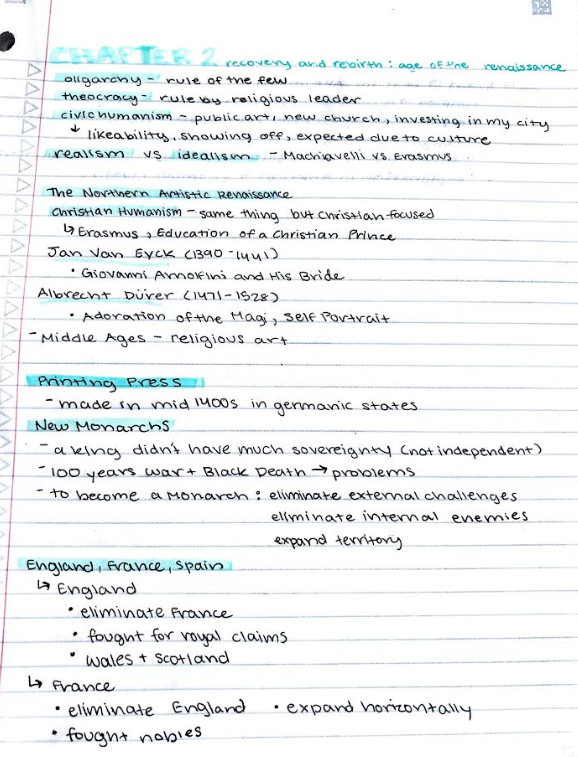 CHAPTER 2 recovery and rebirth: age of the renaissance
oligarchy - rule of the few
theocracy - rule by religious leader
civic humanism - public art, new church, investing in my city
↓ likeability, showing off, expected due to culture
realism vs idealism - Machiavelli vs. Erasmus
The Northern Artistic Renaissance
Christian Humanism - same thing but Christian focused
↳ Erasmus, Education of a Christian Prince
Jan Van Eyck (1390-1441)
• Giovanni Arnolfini and His Bride
Albrecht Dürer (1471-1528)
• Adoration of the Magi, Self Portrait
- Middle Ages - religious art
Printing Press
- made in mid 1400s in germanic states
New Monarchs
- a king didn't have much sovereignty (not independent)
- 100 years war + Black Death → problems
- to become a Monarch: eliminate external challenges
eliminate internal enemies
expand territory
England, France, Spain
↳ England
• eliminate France
• fought for royal claims
• Wales + Scotland
↳ France
• eliminate England • expand horizontally
• fought nobles